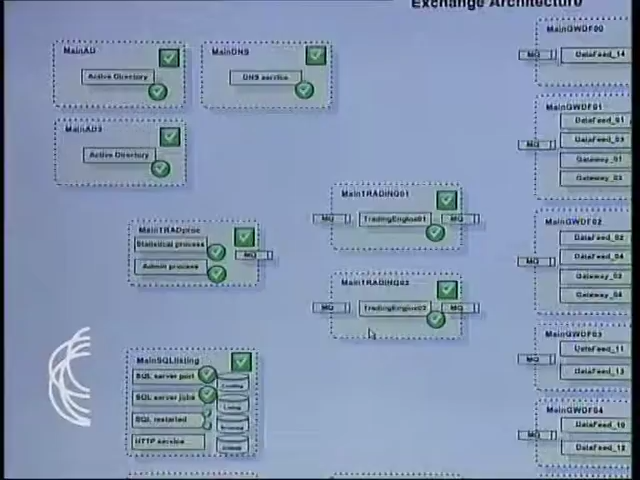 Exchange Architecture
MainAD
Active Directory
MainDNS
DNS service
MainAD2
Active Directory
MainTRADproc
Statistical process
Admin process
MQ
MainTRADING01
MQ
TradingEngine01
MQ
MainTRADING02
MQ
TradingEngine02
MQ
MainSQLlisting
SQL server port
SQL server jobs
SQL restarted
HTTP service
MainGWDF00
MQ
DataFeed_14
MainGWDF01
DataFeed_01
DataFeed_03
MQ
Gateway_01
Gateway_03
MainGWDF02
DataFeed_02
DataFeed_04
MQ
Gateway_02
Gateway_04
MainGWDF03
DataFeed_11
MQ
DataFeed_13
MainGWDF04
DataFeed_10
MQ
DataFeed_12